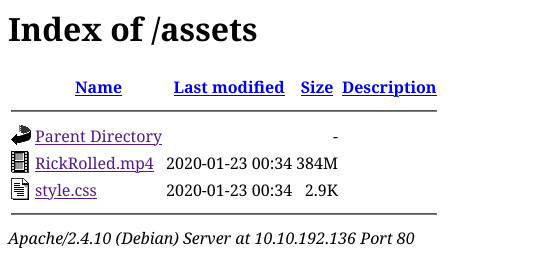 Index of /assets
Name Last modified Size Description
Parent Directory -
RickRolled.mp4 2020-01-23 00:34 384M
style.css 2020-01-23 00:34 2.9K
Apache/2.4.10 (Debian) Server at 10.10.192.136 Port 80